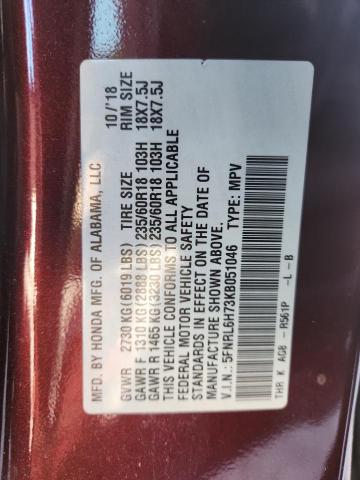 MFD. BY HONDA MFG. OF ALABAMA, LLC 10/'18
GVWR 2730 KG(6019 LBS) TIRE SIZE RIM SIZE
GAWR F 1310 KG(2888 LBS)235/60R18 103H 18X7.5J
GAWR R 1465 KG(3230 LBS)235/60R18 103H 18X7.5J
THIS VEHICLE CONFORMS TO ALL APPLICABLE
FEDERAL MOTOR VEHICLE SAFETY
STANDARDS IN EFFECT ON THE DATE OF
MANUFACTURE SHOWN ABOVE.
VIN: 5FNRL6H73KB051046 TYPE: MPV
THR K AG8 - R561P - L - B